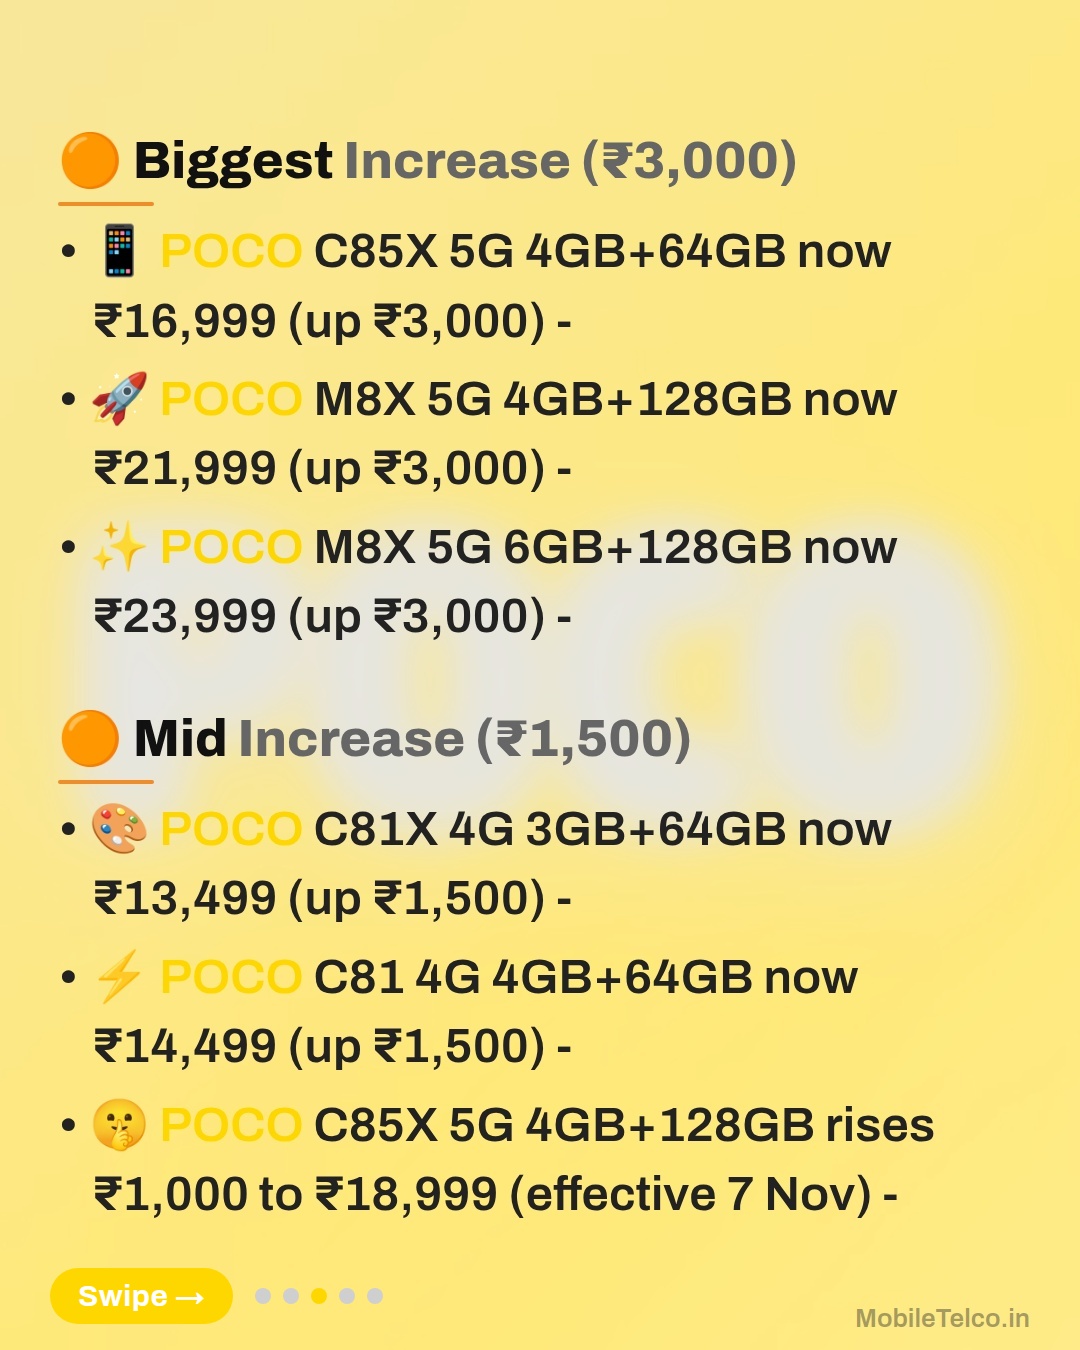 🟠 Biggest Increase (₹3,000)
• 📱 POCO C85X 5G 4GB+64GB now
₹16,999 (up ₹3,000) -
• 🚀 POCO M8X 5G 4GB+128GB now
₹21,999 (up ₹3,000) -
• ✨ POCO M8X 5G 6GB+128GB now
₹23,999 (up ₹3,000) -
🟠 Mid Increase (₹1,500)
• 🎨 POCO C81X 4G 3GB+64GB now
₹13,499 (up ₹1,500) -
• ⚡ POCO C81 4G 4GB+64GB now
₹14,499 (up ₹1,500) -
• 🤫 POCO C85X 5G 4GB+128GB rises
₹1,000 to ₹18,999 (effective 7 Nov) -
Swipe →
MobileTelco.in